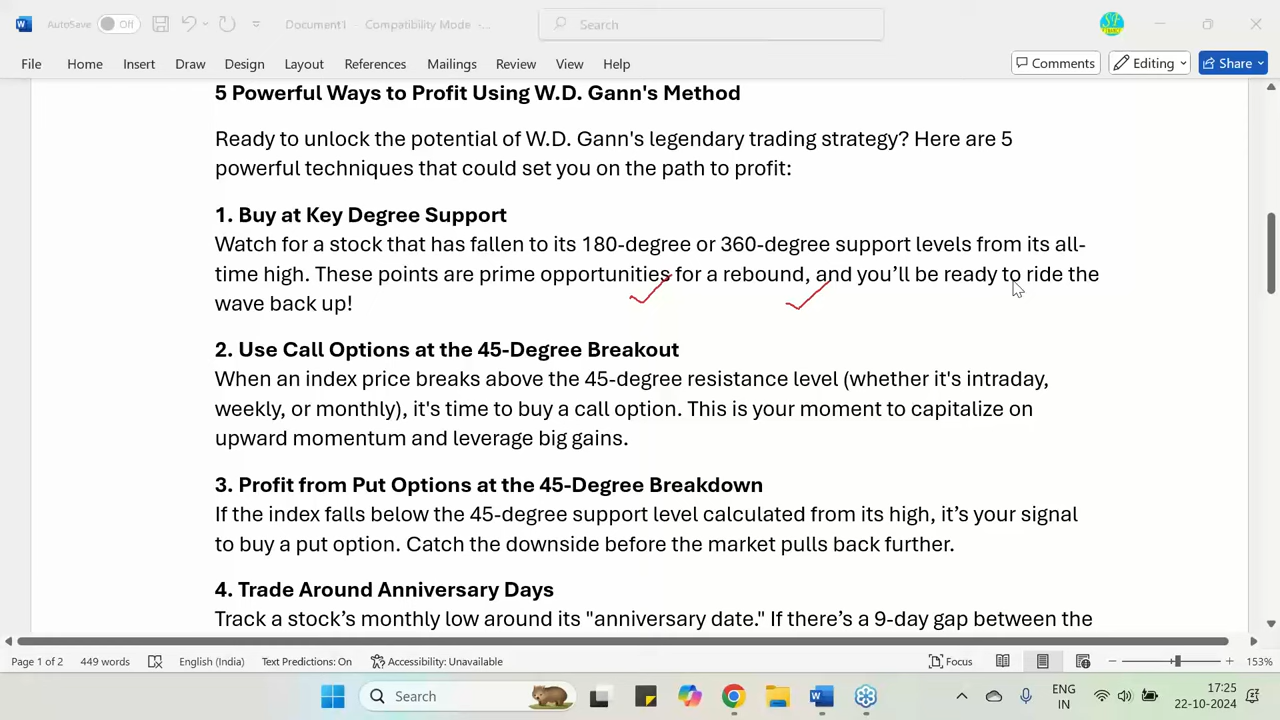 AutoSave Off Document1 Compatibility Mode -... Search
File Home Insert Draw Design Layout References Mailings Review View Help Comments Editing Share
5 Powerful Ways to Profit Using W.D. Gann's Method
Ready to unlock the potential of W.D. Gann's legendary trading strategy? Here are 5
powerful techniques that could set you on the path to profit:
1. Buy at Key Degree Support
Watch for a stock that has fallen to its 180-degree or 360-degree support levels from its all-
time high. These points are prime opportunities for a rebound, and you’ll be ready to ride the
wave back up!
2. Use Call Options at the 45-Degree Breakout
When an index price breaks above the 45-degree resistance level (whether it's intraday,
weekly, or monthly), it's time to buy a call option. This is your moment to capitalize on
upward momentum and leverage big gains.
3. Profit from Put Options at the 45-Degree Breakdown
If the index falls below the 45-degree support level calculated from its high, it’s your signal
to buy a put option. Catch the downside before the market pulls back further.
4. Trade Around Anniversary Days
Track a stock’s monthly low around its "anniversary date." If there’s a 9-day gap between the
Page 1 of 2 449 words English (India) Text Predictions: On Accessibility: Unavailable Focus 153%
Search ENG 17:25
IN 22-10-2024